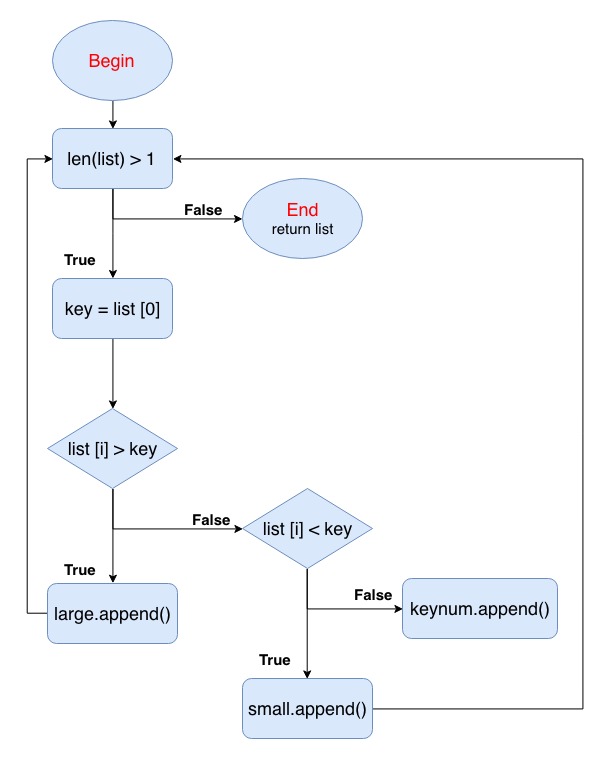 Begin
len(list) > 1
False
End
return list
True
key = list [0]
list [i] > key
False
list [i] < key
True
large.append()
False
keynum.append()
True
small.append()